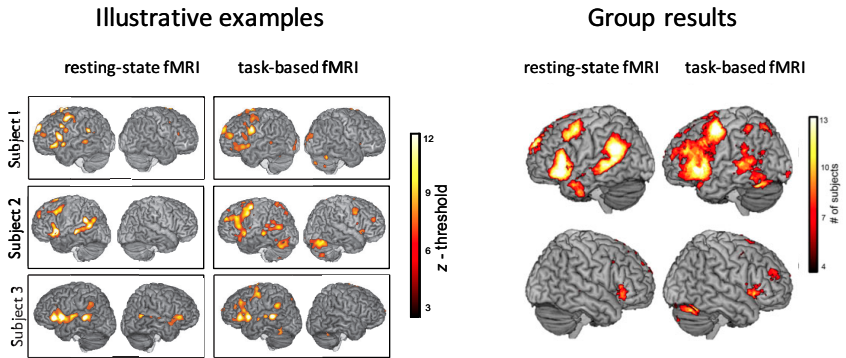 Illustrative examples
Group results
resting-state fMRI
task-based fMRI
resting-state fMRI
task-based fMRI
Subject 1
Subject 2
Subject 3
12
9
6
3
z - threshold
13
10
7
4
# of subjects